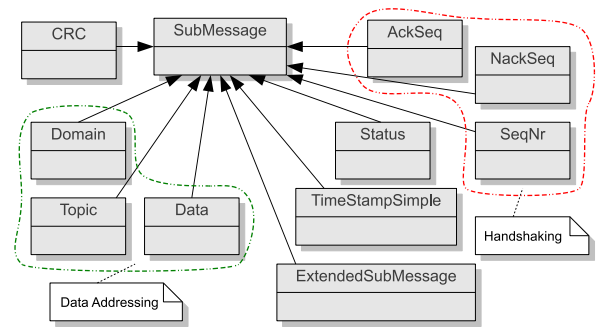 CRC
SubMessage
AckSeq
NackSeq
Domain
Status
SeqNr
Topic
Data
TimeStampSimple
Handshaking
ExtendedSubMessage
Data Addressing